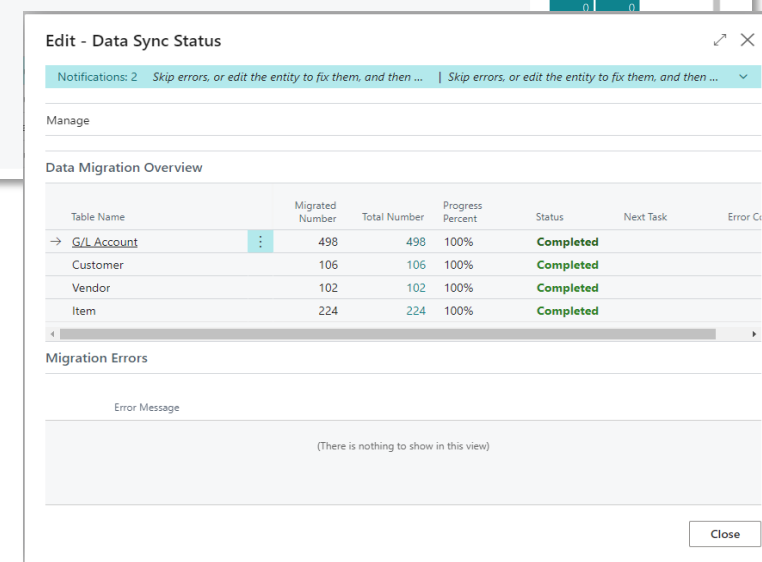 0 0
Edit - Data Sync Status
Notifications: 2 Skip errors, or edit the entity to fix them, and then ... | Skip errors, or edit the entity to fix them, and then ...
Manage
Data Migration Overview
Table Name Migrated Number Total Number Progress Percent Status Next Task Error Co
G/L Account 498 498 100% Completed
Customer 106 106 100% Completed
Vendor 102 102 100% Completed
Item 224 224 100% Completed
Migration Errors
Error Message
(There is nothing to show in this view)
Close